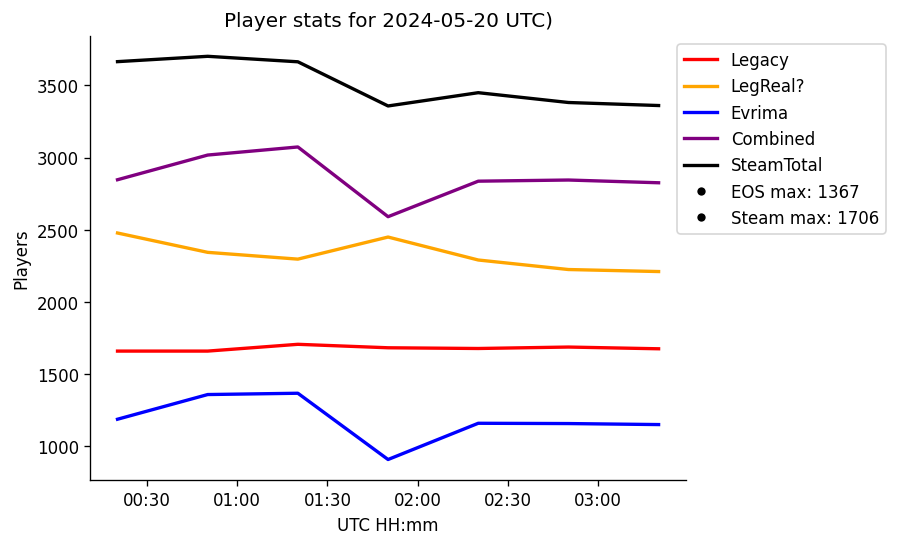 Player stats for 2024-05-20 UTC)
Legacy
LegReal?
Evrima
Combined
SteamTotal
EOS max: 1367
Steam max: 1706
Players
3500
3000
2500
2000
1500
1000
00:30 01:00 01:30 02:00 02:30 03:00
UTC HH:mm